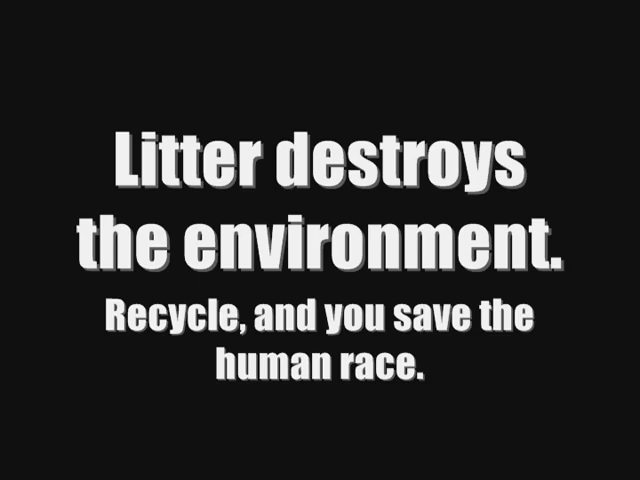 Litter destroys
the environment.
Recycle, and you save the
human race.